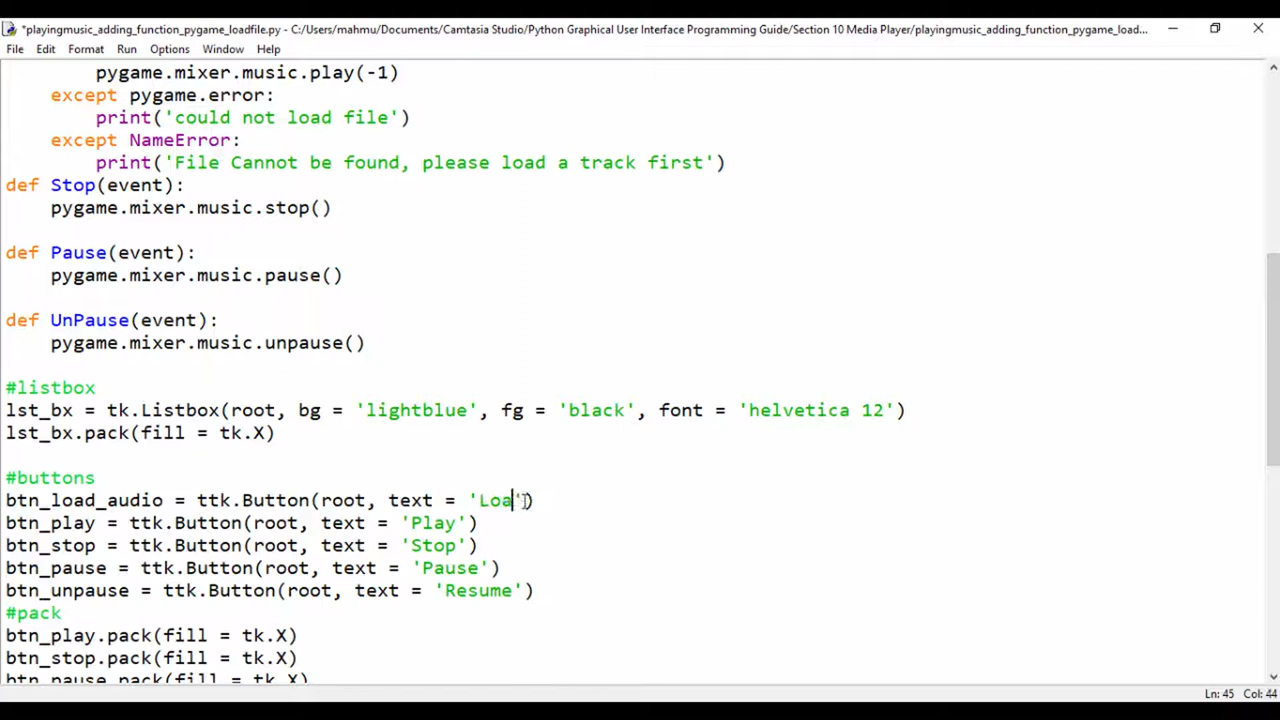 *playingmusic_adding_function_pygame_loadfile.py - C:/Users/mahmu/Documents/Camtasia Studio/Python Graphical User Interface Programming Guide/Section 10 Media Player/playingmusic_adding_function_pygame_load...
File Edit Format Run Options Window Help
pygame.mixer.music.play(-1)
except pygame.error:
print('could not load file')
except NameError:
print('File Cannot be found, please load a track first')
def Stop(event):
pygame.mixer.music.stop()
def Pause(event):
pygame.mixer.music.pause()
def UnPause(event):
pygame.mixer.music.unpause()
#listbox
lst_bx = tk.Listbox(root, bg = 'lightblue', fg = 'black', font = 'helvetica 12')
lst_bx.pack(fill = tk.X)
#buttons
btn_load_audio = ttk.Button(root, text = 'Loa')
btn_play = ttk.Button(root, text = 'Play')
btn_stop = ttk.Button(root, text = 'Stop')
btn_pause = ttk.Button(root, text = 'Pause')
btn_unpause = ttk.Button(root, text = 'Resume')
#pack
btn_play.pack(fill = tk.X)
btn_stop.pack(fill = tk.X)
btn_pause.pack(fill = tk.X)
Ln: 45 Col: 44